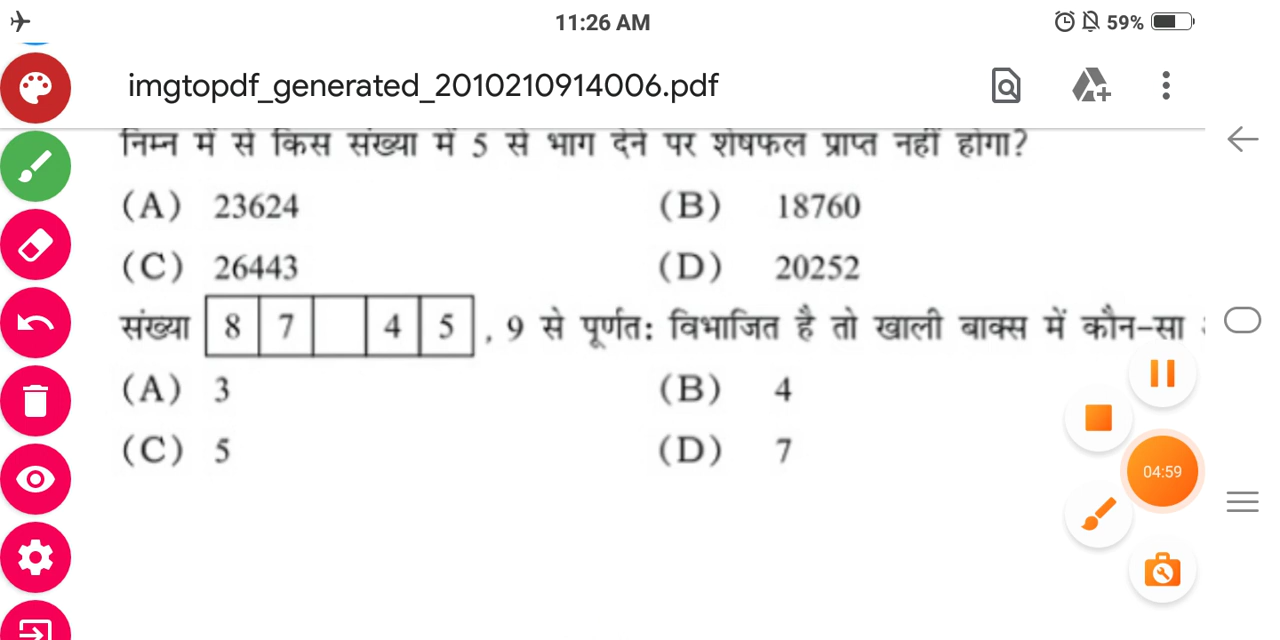 11:26 AM
59%
imgtopdf_generated_2010210914006.pdf
निम्न में से किस संख्या में 5 से भाग देने पर शेषफल प्राप्त नहीं होगा?
(A) 23624 (B) 18760
(C) 26443 (D) 20252
संख्या 8 7 4 5 , 9 से पूर्णत: विभाजित है तो खाली बाक्स में कौन-सा
(A) 3 (B) 4
(C) 5 (D) 7
04:59